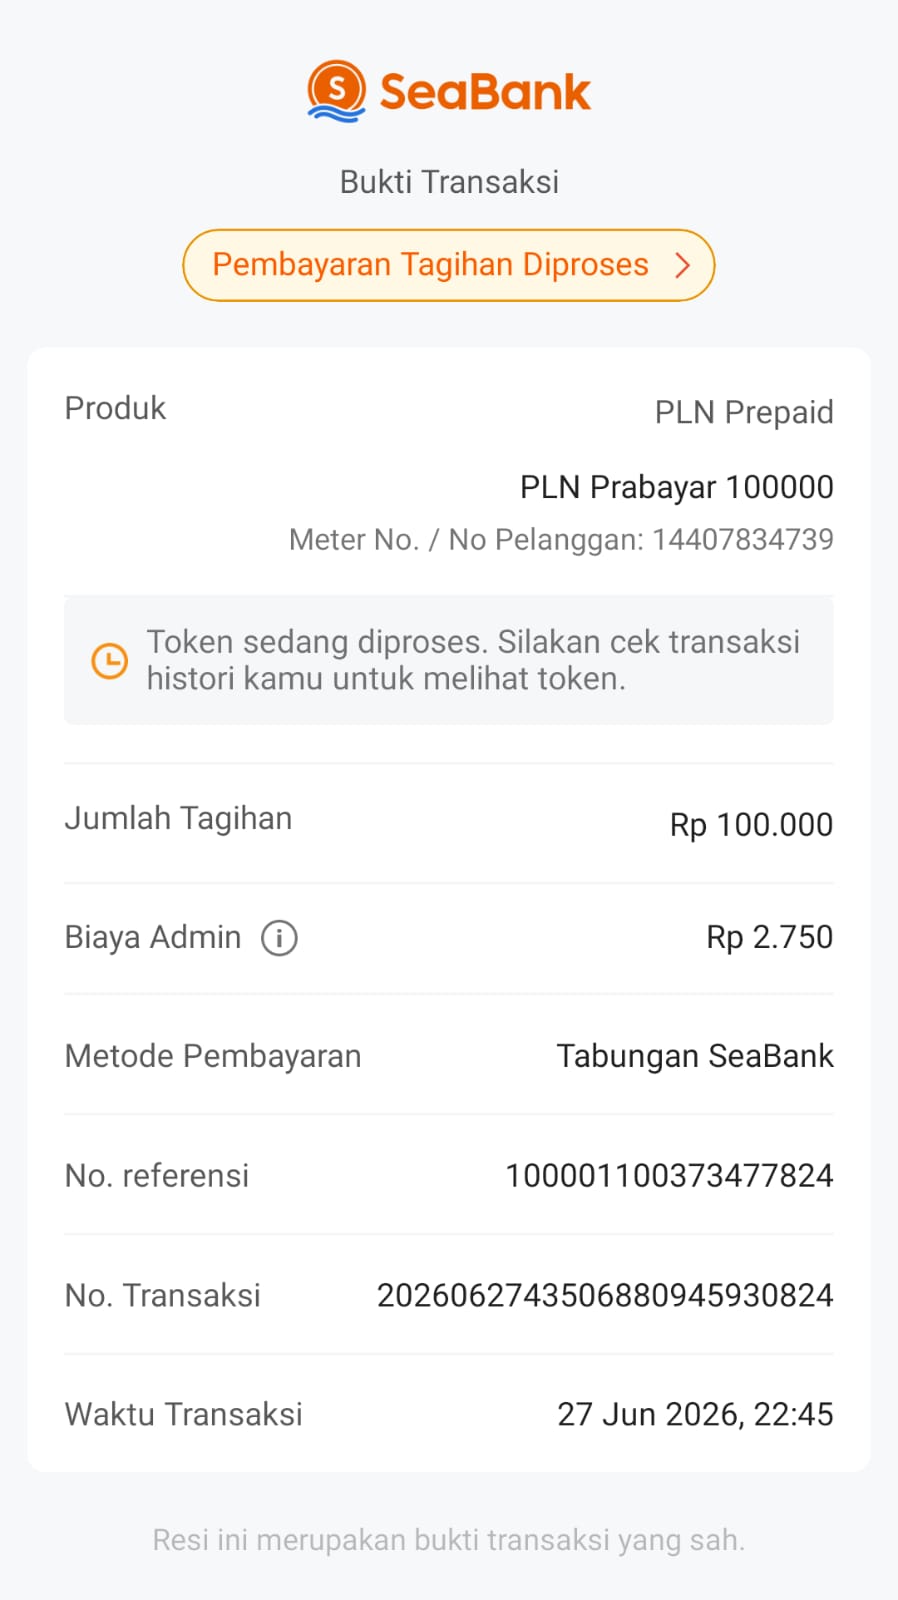 SeaBank
Bukti Transaksi
Pembayaran Tagihan Diproses
Produk
PLN Prepaid
PLN Prabayar 100000
Meter No. / No Pelanggan: 14407834739
Token sedang diproses. Silakan cek transaksi
histori kamu untuk melihat token.
Jumlah Tagihan
Rp 100.000
Biaya Admin
Rp 2.750
Metode Pembayaran
Tabungan SeaBank
No. referensi
100001100373477824
No. Transaksi
2026062743506880945930824
Waktu Transaksi
27 Jun 2026, 22:45
Resi ini merupakan bukti transaksi yang sah.